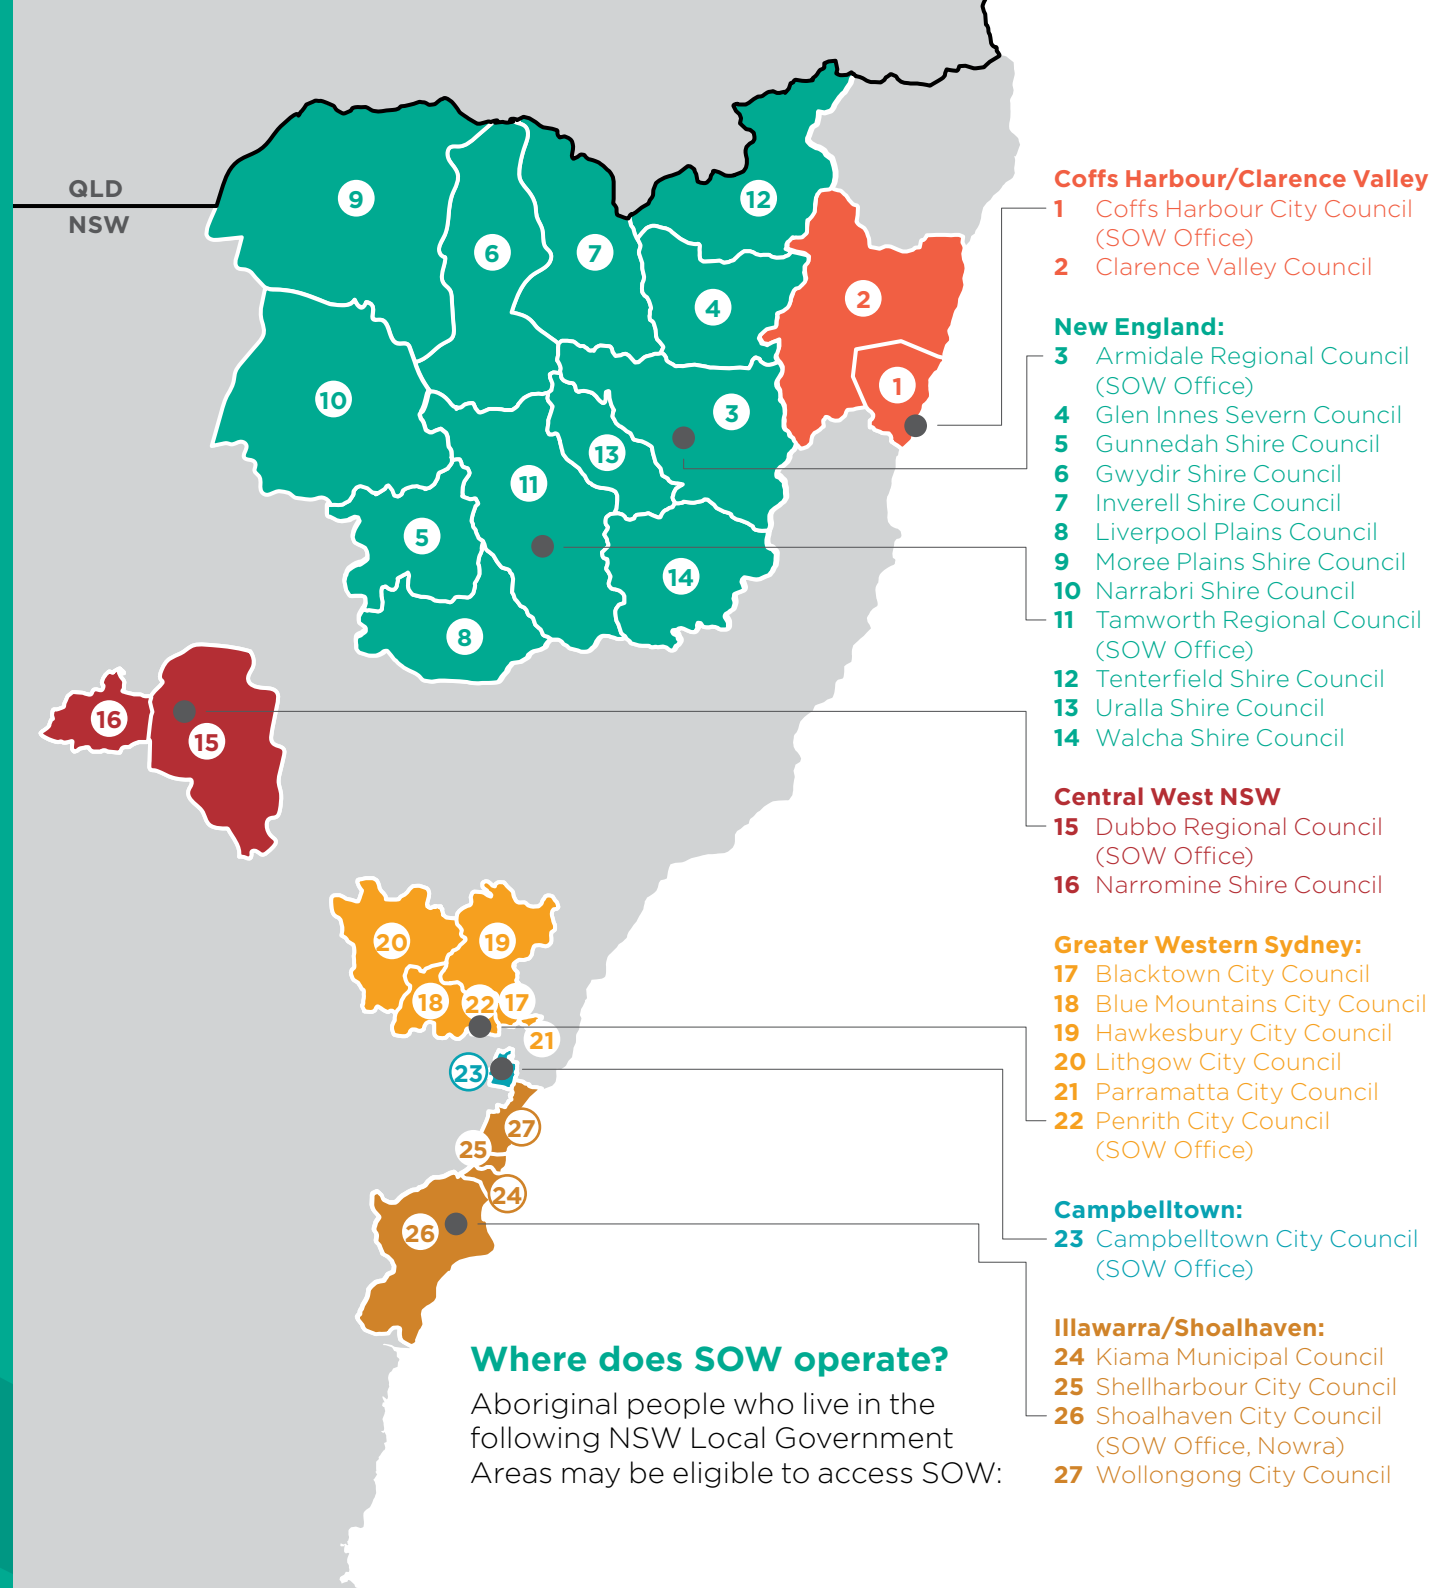 QLD
NSW
9
6
7
12
4
2
1
10
3
13
11
5
14
8
16
15
20
19
18
22
17
21
23
27
25
24
26
Coffs Harbour/Clarence Valley
1 Coffs Harbour City Council
(SOW Office)
2 Clarence Valley Council
New England:
3 Armidale Regional Council
(SOW Office)
4 Glen Innes Severn Council
5 Gunnedah Shire Council
6 Gwydir Shire Council
7 Inverell Shire Council
8 Liverpool Plains Council
9 Moree Plains Shire Council
10 Narrabri Shire Council
11 Tamworth Regional Council
(SOW Office)
12 Tenterfield Shire Council
13 Uralla Shire Council
14 Walcha Shire Council
Central West NSW
15 Dubbo Regional Council
(SOW Office)
16 Narromine Shire Council
Greater Western Sydney:
17 Blacktown City Council
18 Blue Mountains City Council
19 Hawkesbury City Council
20 Lithgow City Council
21 Parramatta City Council
22 Penrith City Council
(SOW Office)
Campbelltown:
23 Campbelltown City Council
(SOW Office)
Illawarra/Shoalhaven:
24 Kiama Municipal Council
25 Shellharbour City Council
26 Shoalhaven City Council
(SOW Office, Nowra)
27 Wollongong City Council
Where does SOW operate?
Aboriginal people who live in the
following NSW Local Government
Areas may be eligible to access SOW: